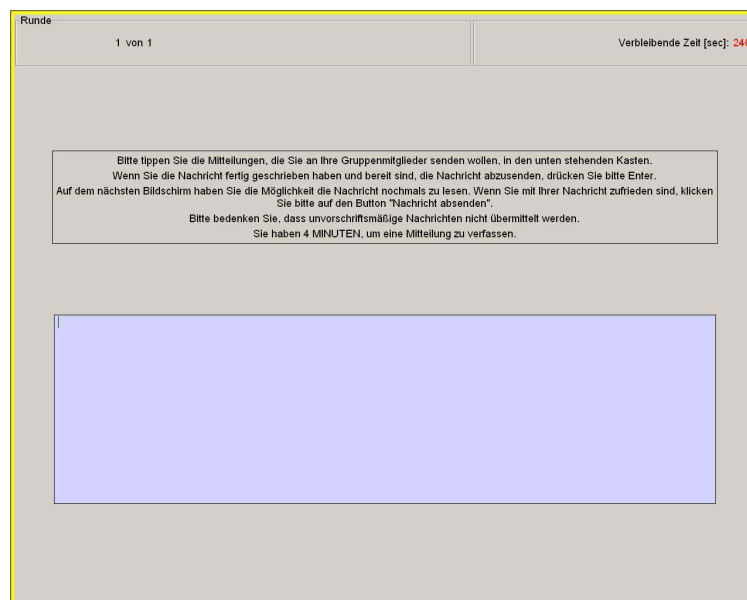 Runde
1 von 1
Verbleibende Zeit [sec]: 240
Bitte tippen Sie die Mitteilungen, die Sie an Ihre Gruppenmitglieder senden wollen, in den unten stehenden Kasten.
Wenn Sie die Nachricht fertig geschrieben haben und bereit sind, die Nachricht abzusenden, drücken Sie bitte Enter.
Auf dem nächsten Bildschirm haben Sie die Möglichkeit die Nachricht nochmals zu lesen. Wenn Sie mit Ihrer Nachricht zufrieden sind, klicken
Sie bitte auf den Button "Nachricht absenden".
Bitte bedenken Sie, dass unvorschriftsmäßige Nachrichten nicht übermittelt werden.
Sie haben 4 MINUTEN, um eine Mitteilung zu verfassen.